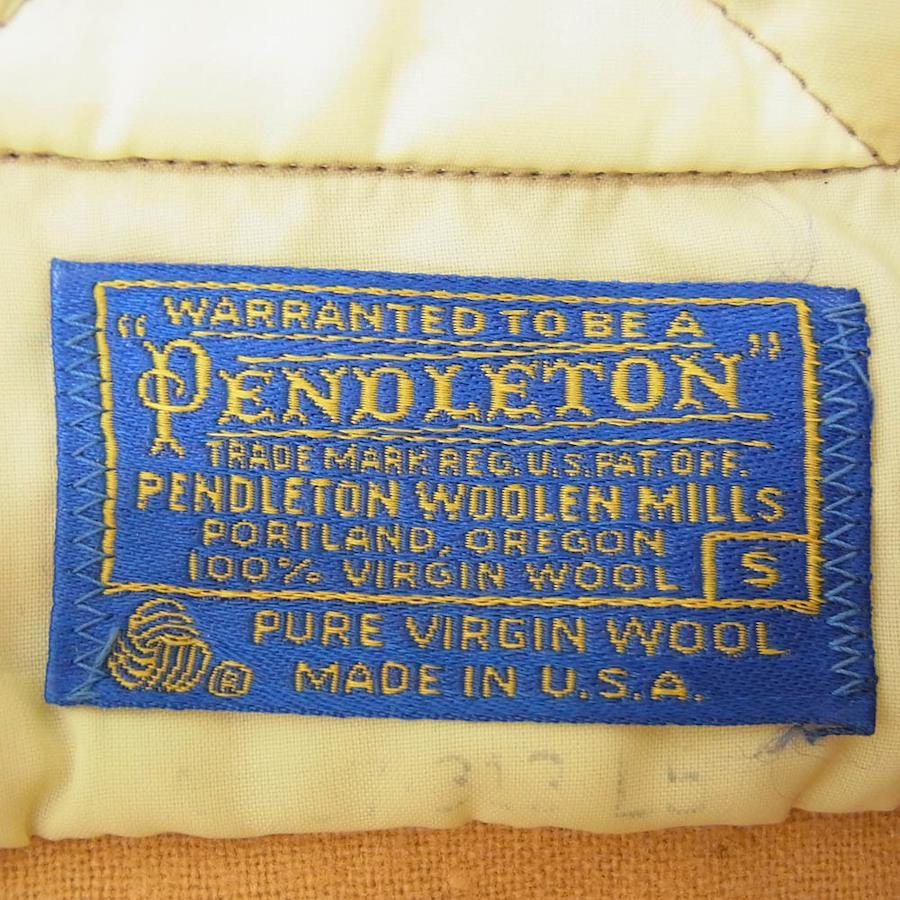 WARRANTED TO BE A
"PENDLETON"
TRADE MARK REG. U.S. PAT. OFF.
PENDLETON WOOLEN MILLS
PORTLAND, OREGON
100% VIRGIN WOOL
S
PURE VIRGIN WOOL
® MADE IN U.S.A.